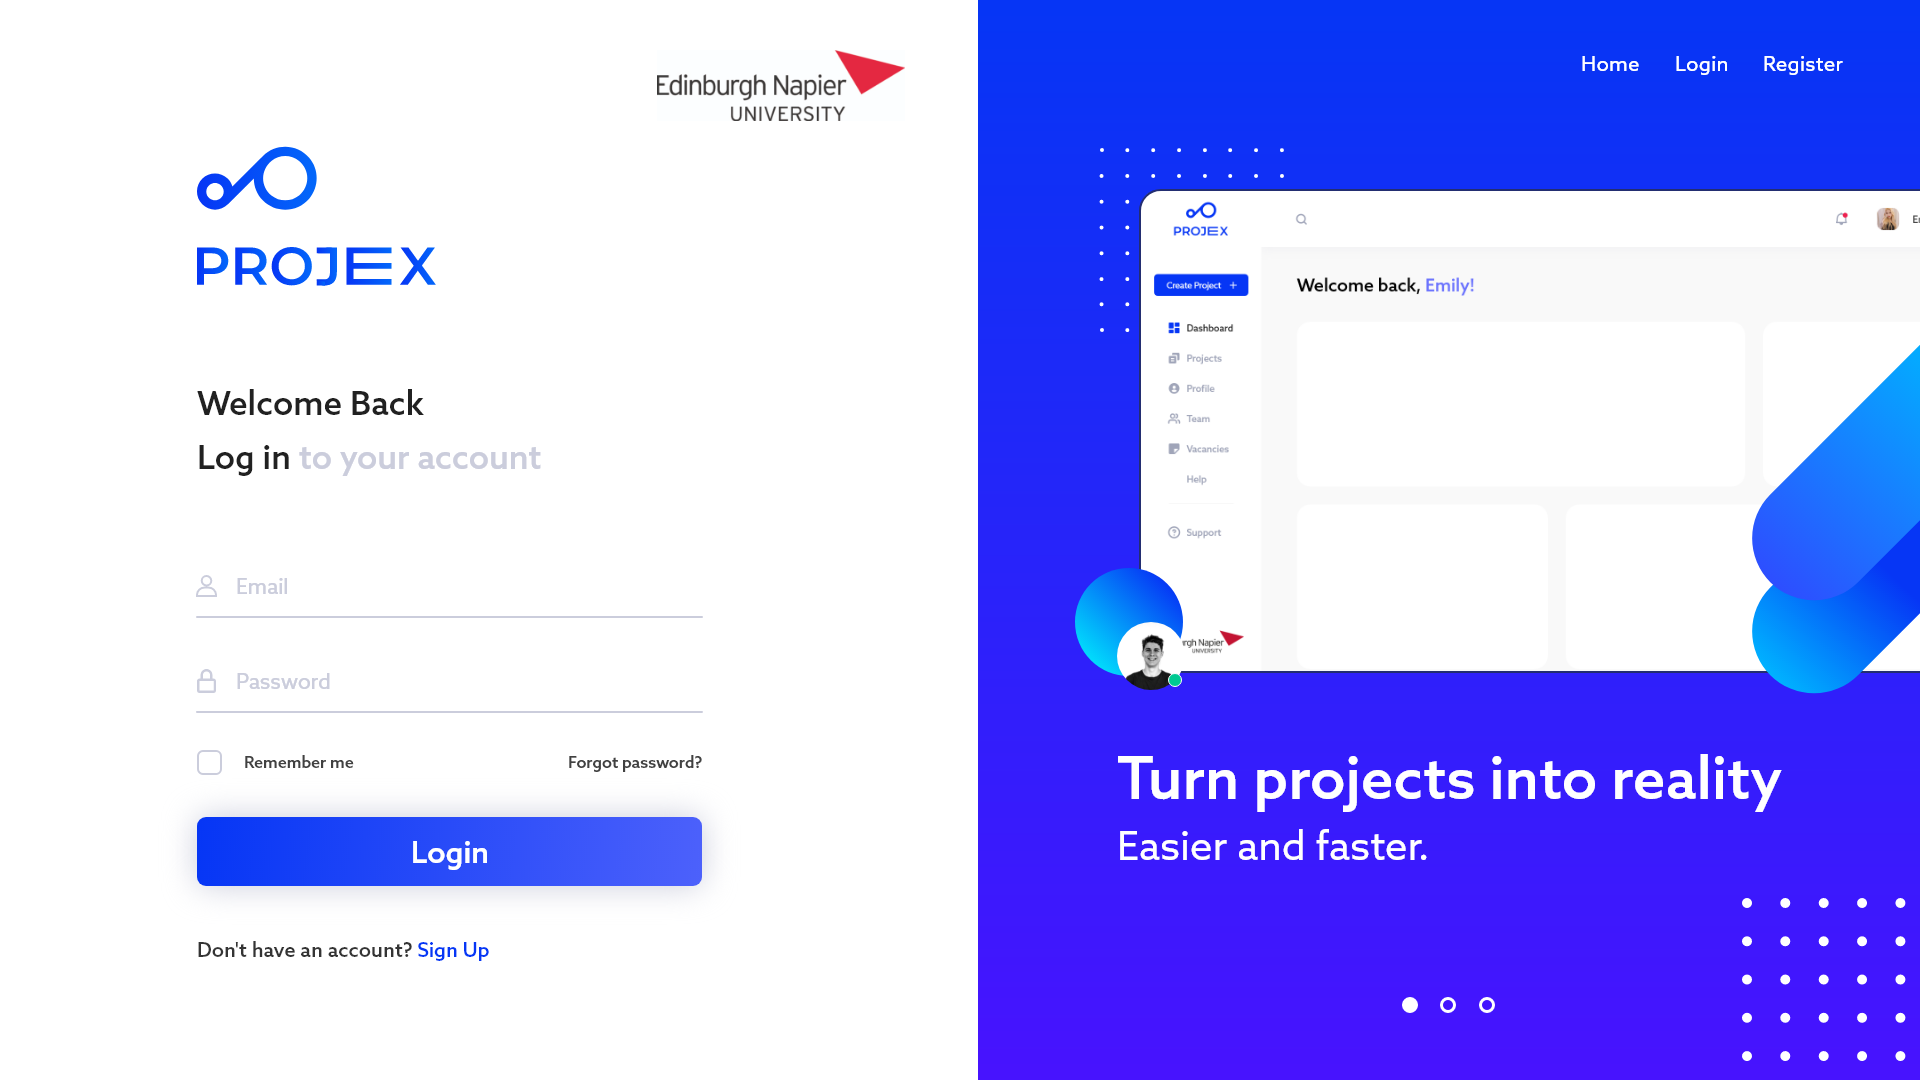 Edinburgh Napier
UNIVERSITY
PROJEX
Welcome Back
Log in to your account
Email
Password
Remember me
Forgot password?
Login
Don't have an account? Sign Up
Home
Login
Register
PROJEX
Create Project +
Dashboard
Projects
Profile
Team
Vacancies
Help
Support
Welcome back, Emily!
Napier
UNIVERSITY
Turn projects into reality
Easier and faster.